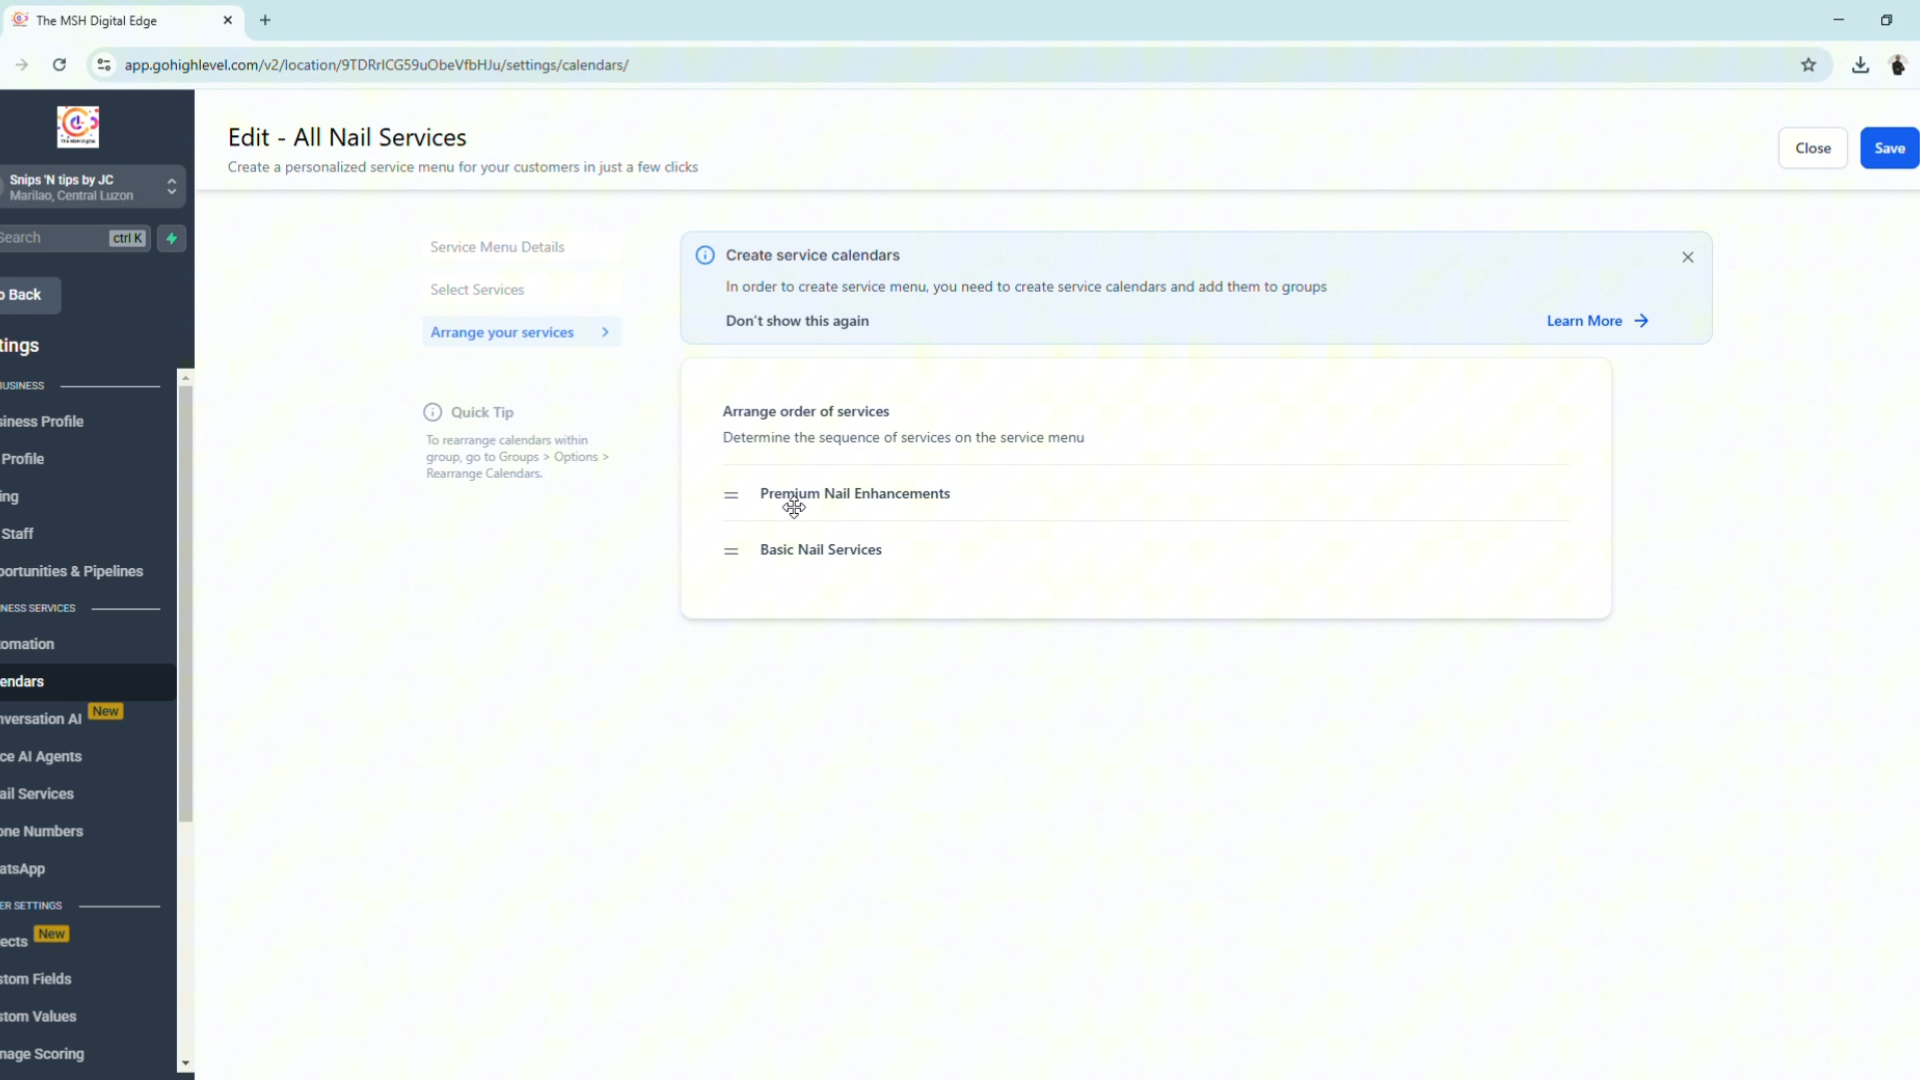 The MSH Digital Edge
app.gohighlevel.com/v2/location/9TDRrICG59uObeVfbHJu/settings/calendars/
Edit - All Nail Services
Create a personalized service menu for your customers in just a few clicks
Close
Save
Snips 'N tips by JC
Marilao, Central Luzon
Search
ctrl K
o Back
tings
BUSINESS
siness Profile
Profile
ing
Staff
portunities & Pipelines
NESS SERVICES
omation
endars
nversation AI
New
ce AI Agents
ail Services
one Numbers
atsApp
ER SETTINGS
ects
New
stom Fields
stom Values
nage Scoring
Service Menu Details
Select Services
Arrange your services
Quick Tip
To rearrange calendars within
group, go to Groups > Options >
Rearrange Calendars.
Create service calendars
In order to create service menu, you need to create service calendars and add them to groups
Don't show this again
Learn More
Arrange order of services
Determine the sequence of services on the service menu
Premium Nail Enhancements
Basic Nail Services